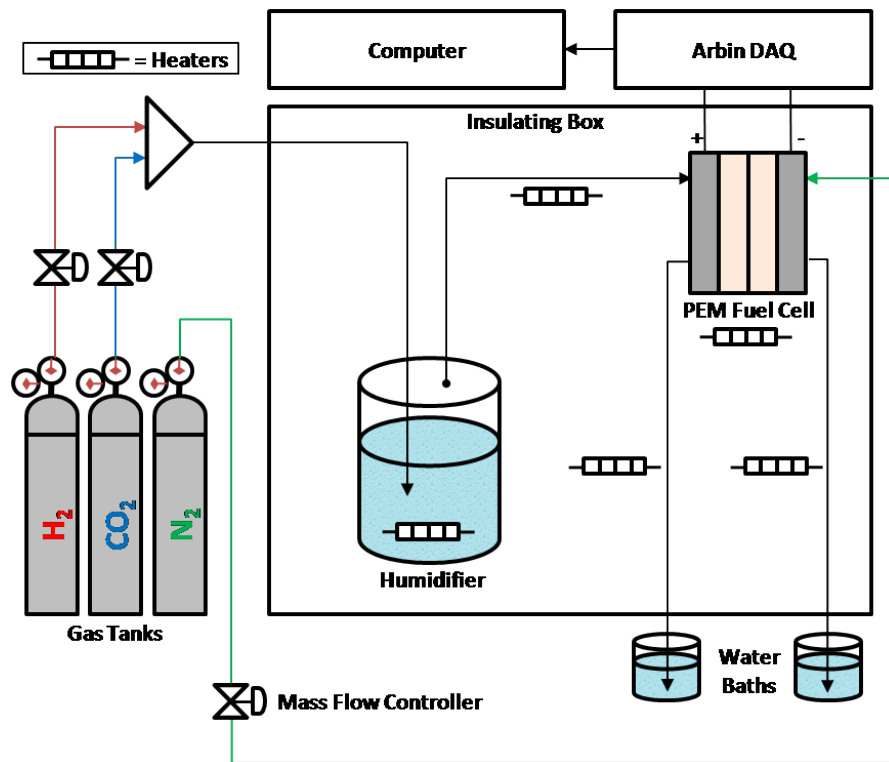 = Heaters
Computer
Arbin DAQ
Insulating Box
+
-
PEM Fuel Cell
H₂
CO₂
N₂
Humidifier
Gas Tanks
Water
Baths
Mass Flow Controller